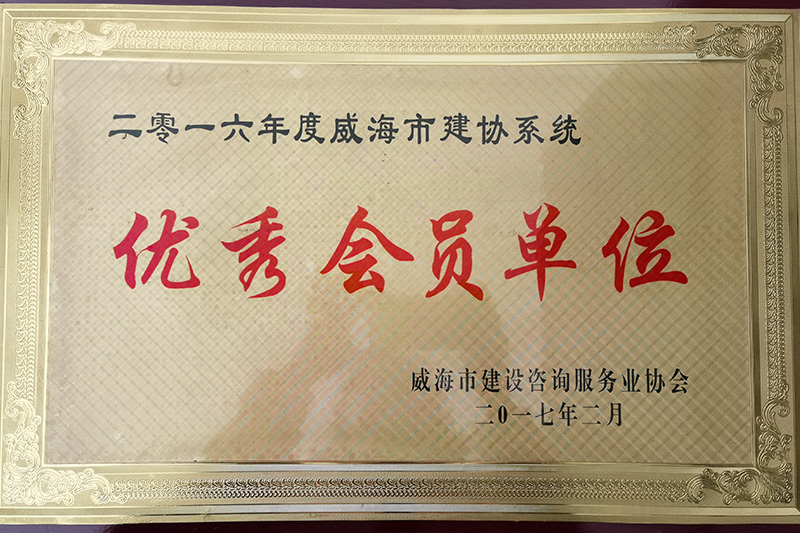 二零一六年度威海市建协系统
优秀会员单位
威海市建设咨询服务业协会
二〇一七年二月